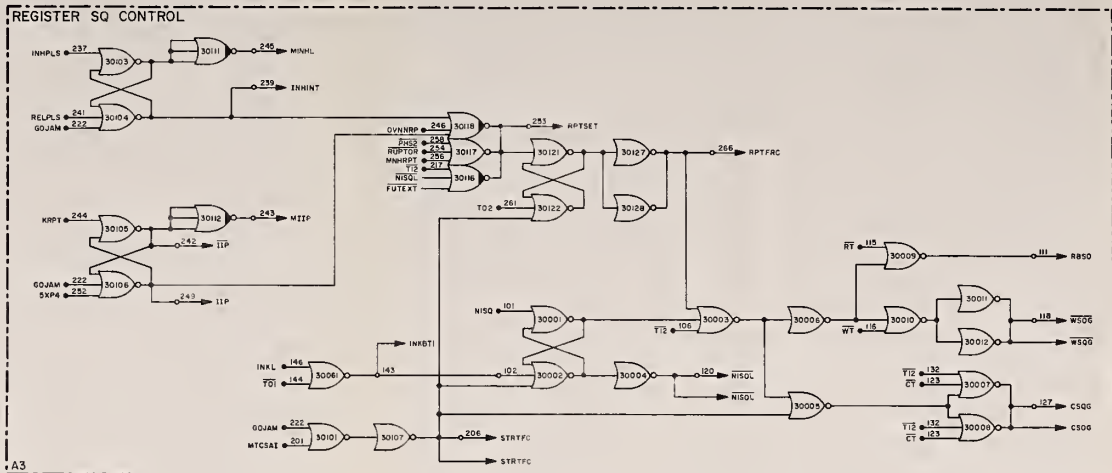 REGISTER SQ CONTROL
INHPLS 237 30103 30111 245 MINHL
239 INHINT
RELPLS 241 30104
GOJAM 222
OVNNRP 246 30118 253 RPTSET
PHS2 258
RUPTOR 254 30117 30121 30127 266 RPTFRC
MNHRPT 256
T12 217
NISQL 30116
FUTEXT
T02 261 30122 30128
KRPT 244 30105 30112 243 MIIP
242 IIP
GOJAM 222 30106
5XP4 252
249 IIP
RT 115 30009 111 RBSQ
NISQ 101 30001
T12 106 30003 30006
WT 116 30010 30011 118 WSQG
30012 WSQG
INKBT1
INKL 146 30061 143
T01 144
102 30002 30004 120 NISQL
NISQL
30005
T12 132 30007
CT 123
127 CSQG
T12 132 30008 CSQG
CT 123
GOJAM 222 30101 30107 206 STRTFC
MTCSAI 201
STRTFC
A3